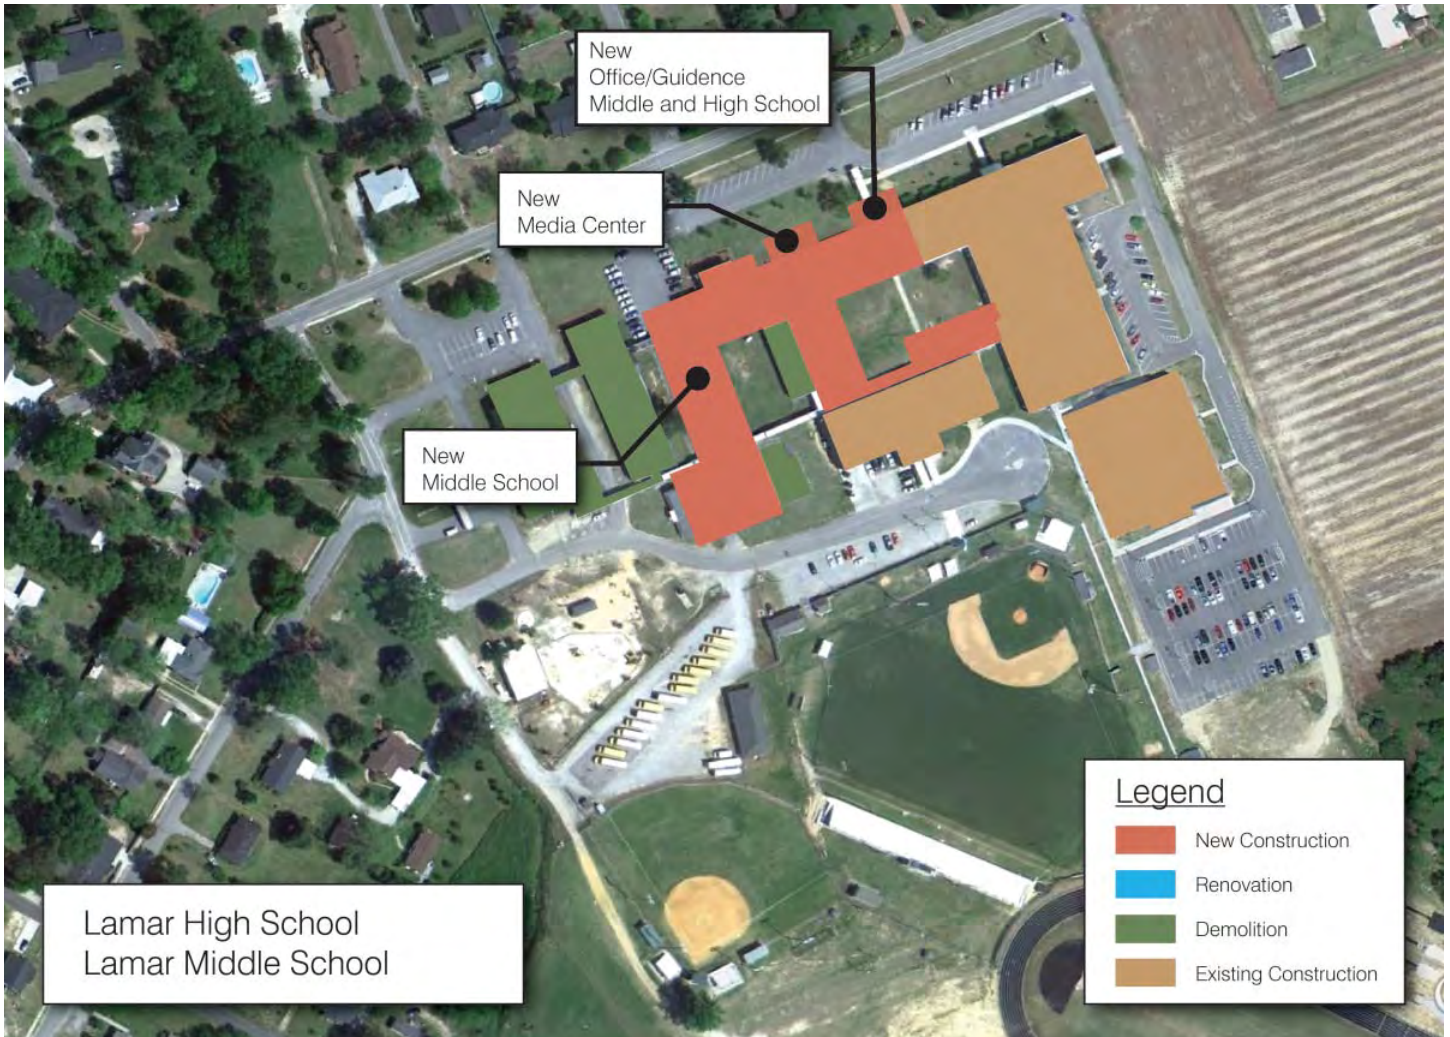 New
Office/Guidence
Middle and High School
New
Media Center
New
Middle School
Legend
New Construction
Renovation
Demolition
Existing Construction
Lamar High School
Lamar Middle School